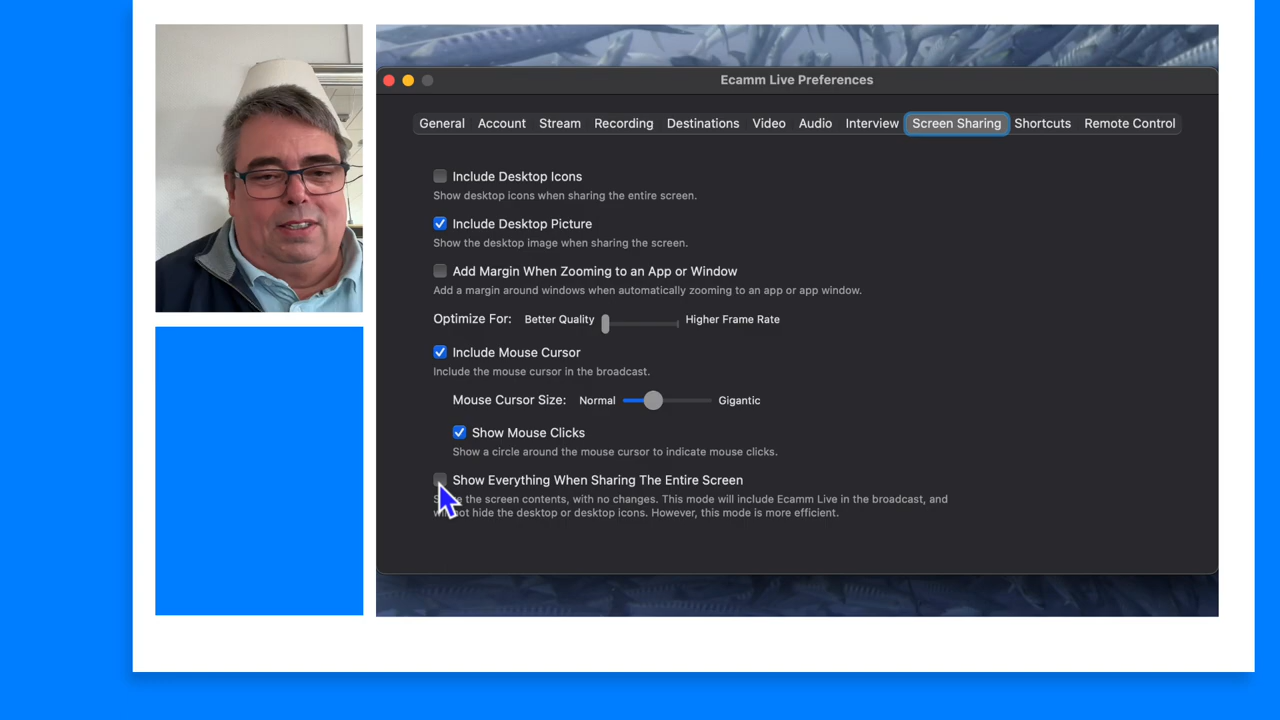 Ecamm Live Preferences
General Account Stream Recording Destinations Video Audio Interview Screen Sharing Shortcuts Remote Control
Include Desktop Icons
Show desktop icons when sharing the entire screen.
Include Desktop Picture
Show the desktop image when sharing the screen.
Add Margin When Zooming to an App or Window
Add a margin around windows when automatically zooming to an app or app window.
Optimize For: Better Quality Higher Frame Rate
Include Mouse Cursor
Include the mouse cursor in the broadcast.
Mouse Cursor Size: Normal Gigantic
Show Mouse Clicks
Show a circle around the mouse cursor to indicate mouse clicks.
Show Everything When Sharing The Entire Screen
the screen contents, with no changes. This mode will include Ecamm Live in the broadcast, and
not hide the desktop or desktop icons. However, this mode is more efficient.